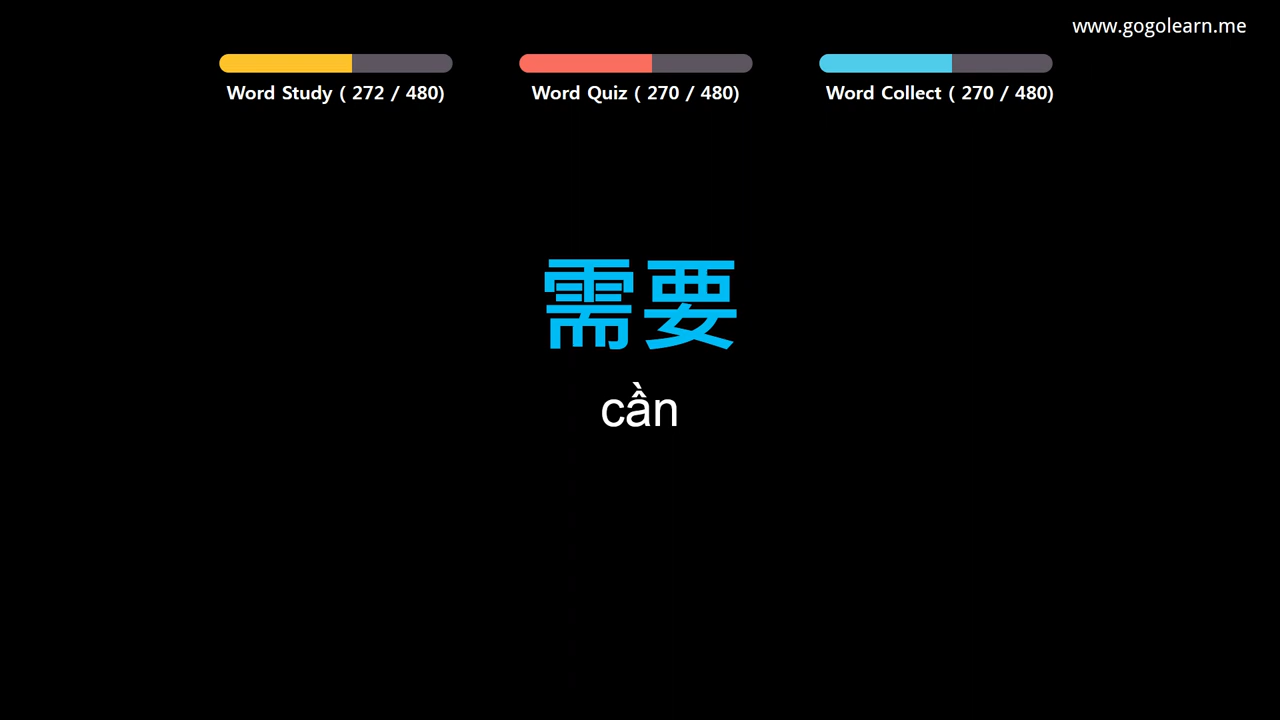 www.gogolearn.me
Word Study ( 272 / 480)
Word Quiz ( 270 / 480)
Word Collect ( 270 / 480)
需要
cần